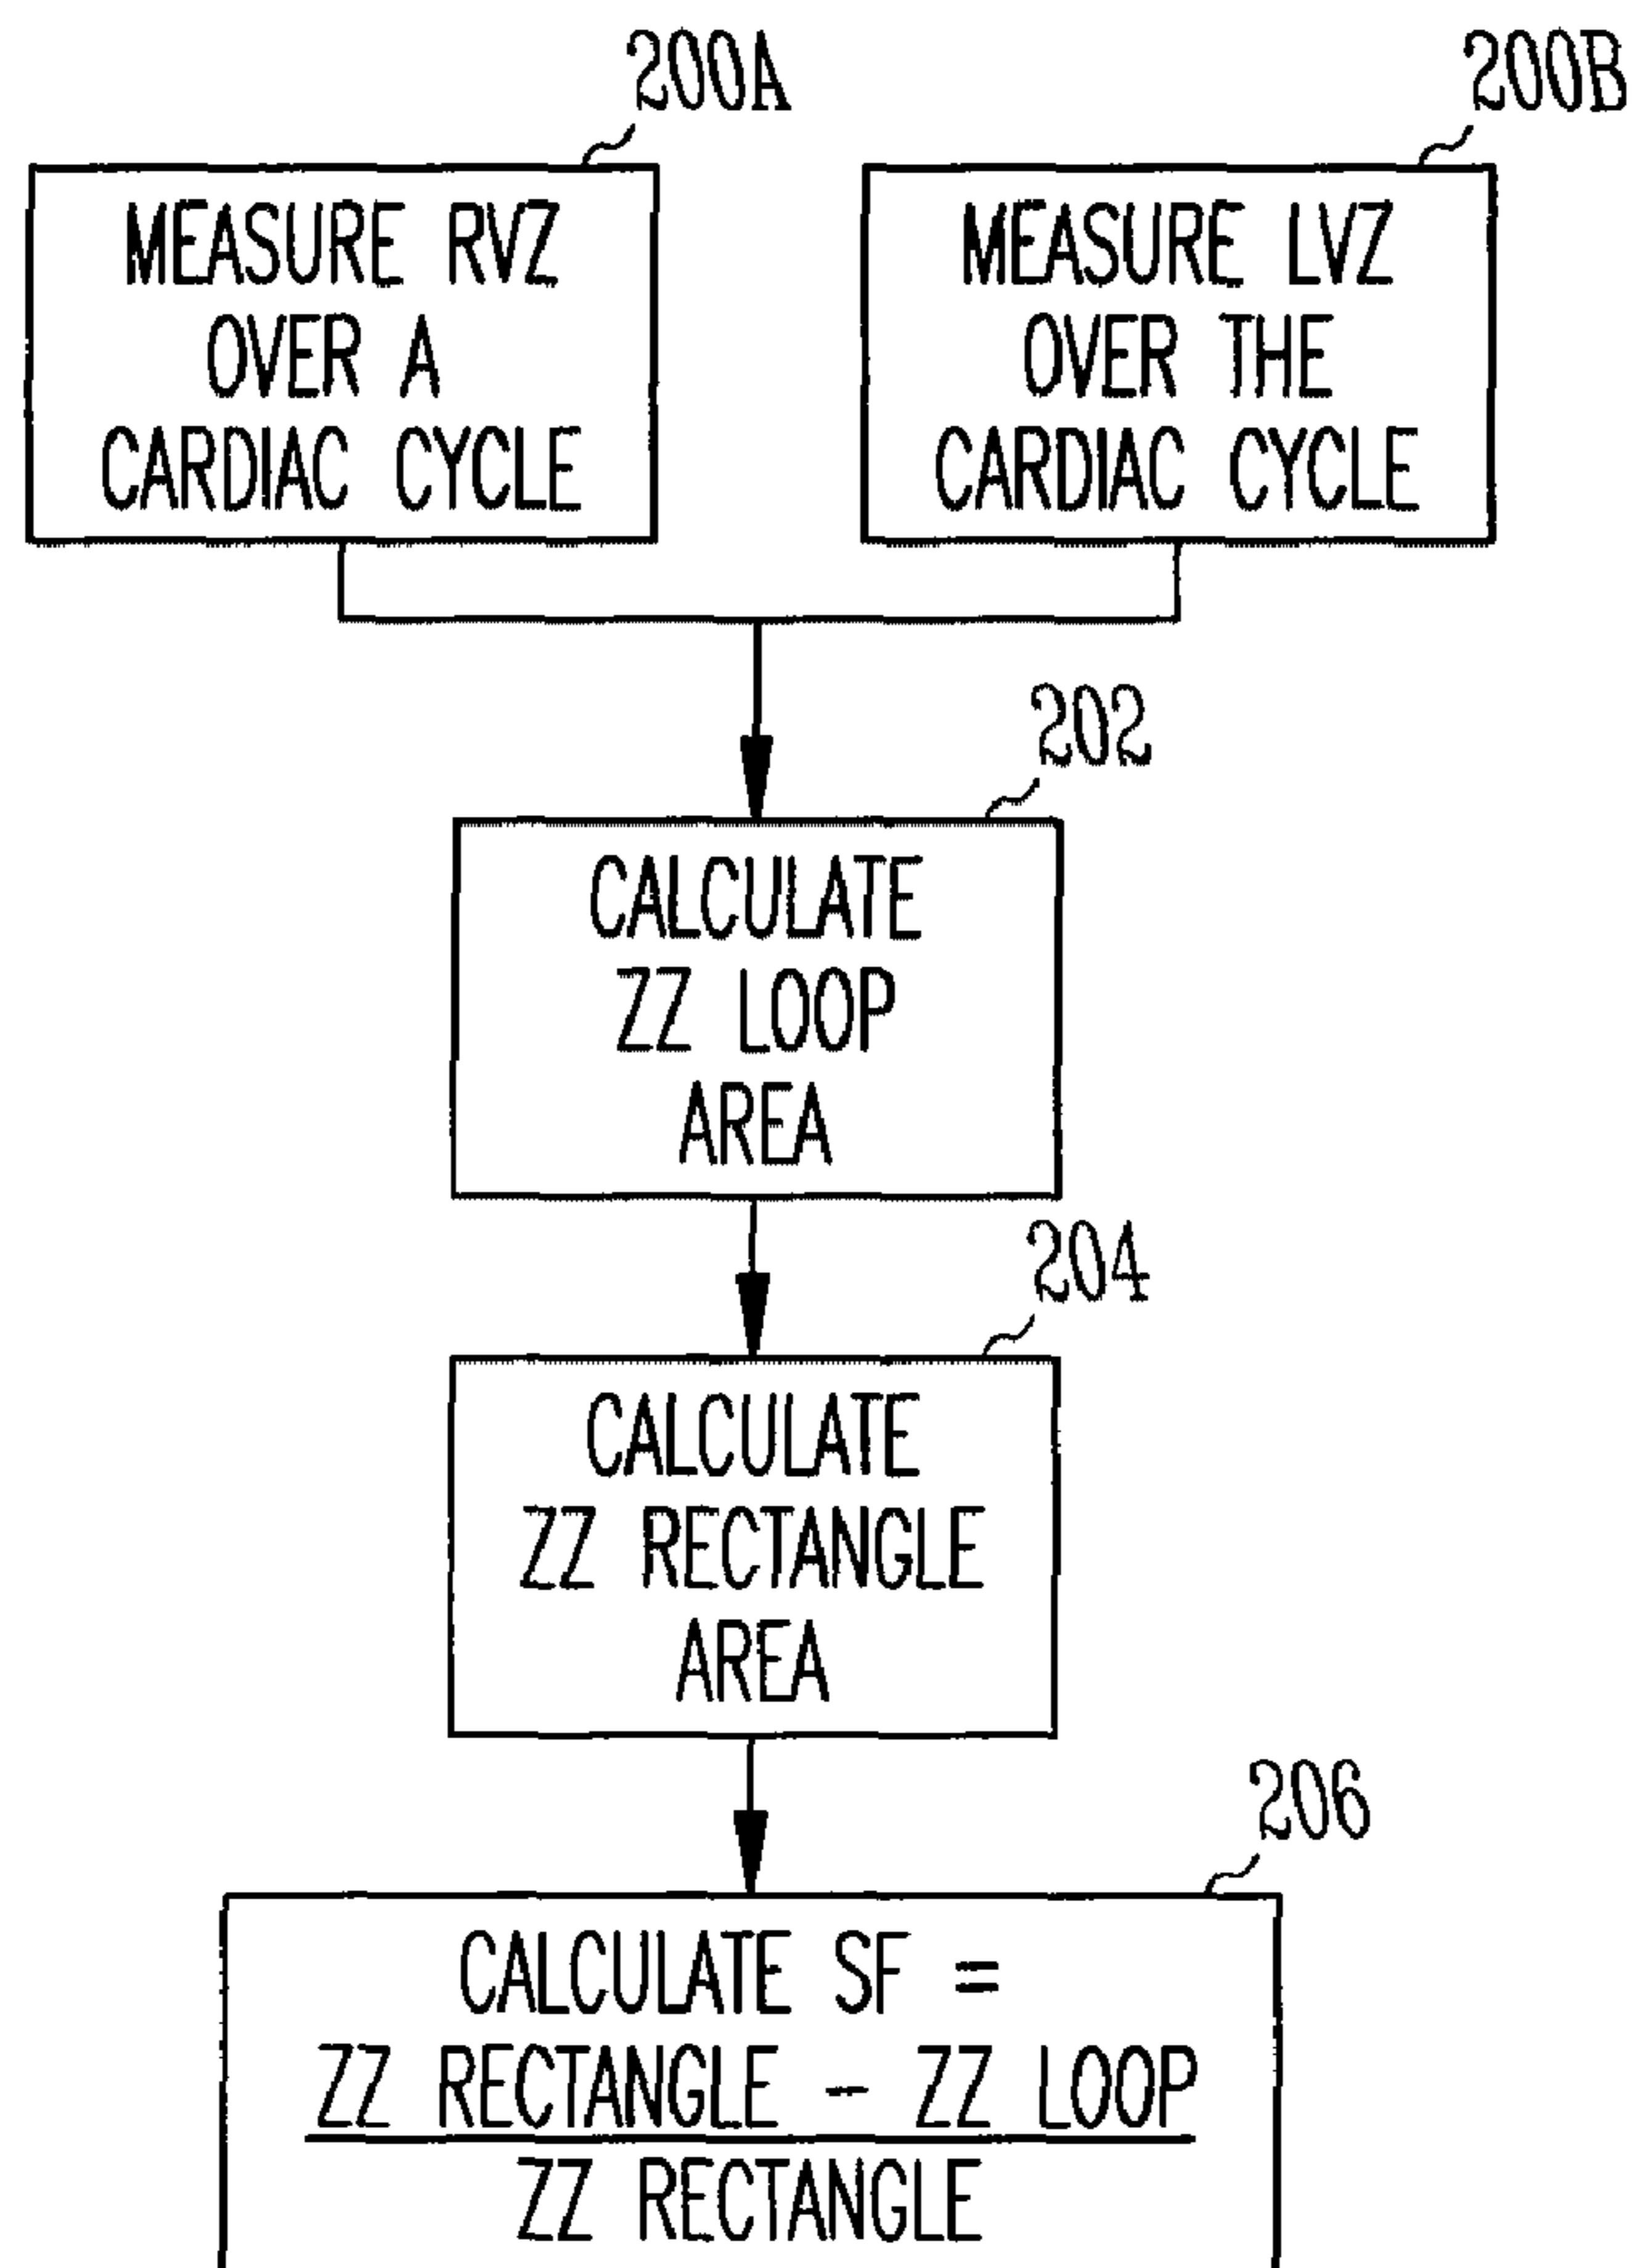 200A
MEASURE RVZ
OVER A
CARDIAC CYCLE
200B
MEASURE LVZ
OVER THE
CARDIAC CYCLE
202
CALCULATE
ZZ LOOP
AREA
204
CALCULATE
ZZ RECTANGLE
AREA
206
CALCULATE SF =
ZZ RECTANGLE - ZZ LOOP
ZZ RECTANGLE